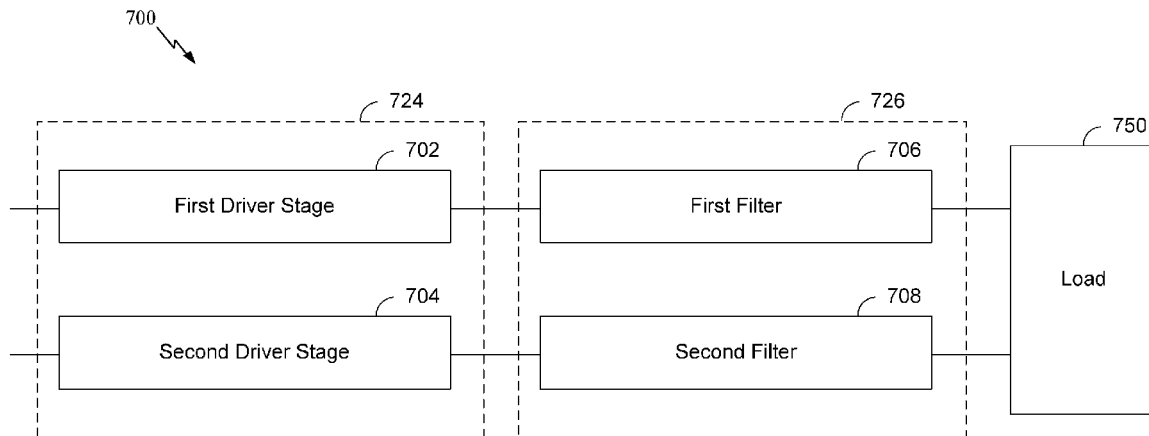 700
724
726
750
702
706
First Driver Stage
First Filter
Load
704
708
Second Driver Stage
Second Filter